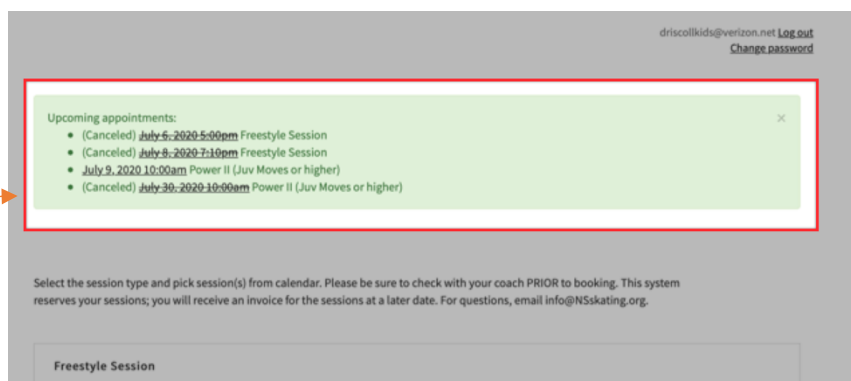 driscollkids@verizon.net Log out
Change password
Upcoming appointments:
×
• (Canceled) July 6, 2020 5:00pm Freestyle Session
• (Canceled) July 8, 2020 7:10pm Freestyle Session
• July 9, 2020 10:00am Power II (Juv Moves or higher)
• (Canceled) July 30, 2020 10:00am Power II (Juv Moves or higher)
Select the session type and pick session(s) from calendar. Please be sure to check with your coach PRIOR to booking. This system
reserves your sessions; you will receive an invoice for the sessions at a later date. For questions, email info@NSskating.org.
Freestyle Session